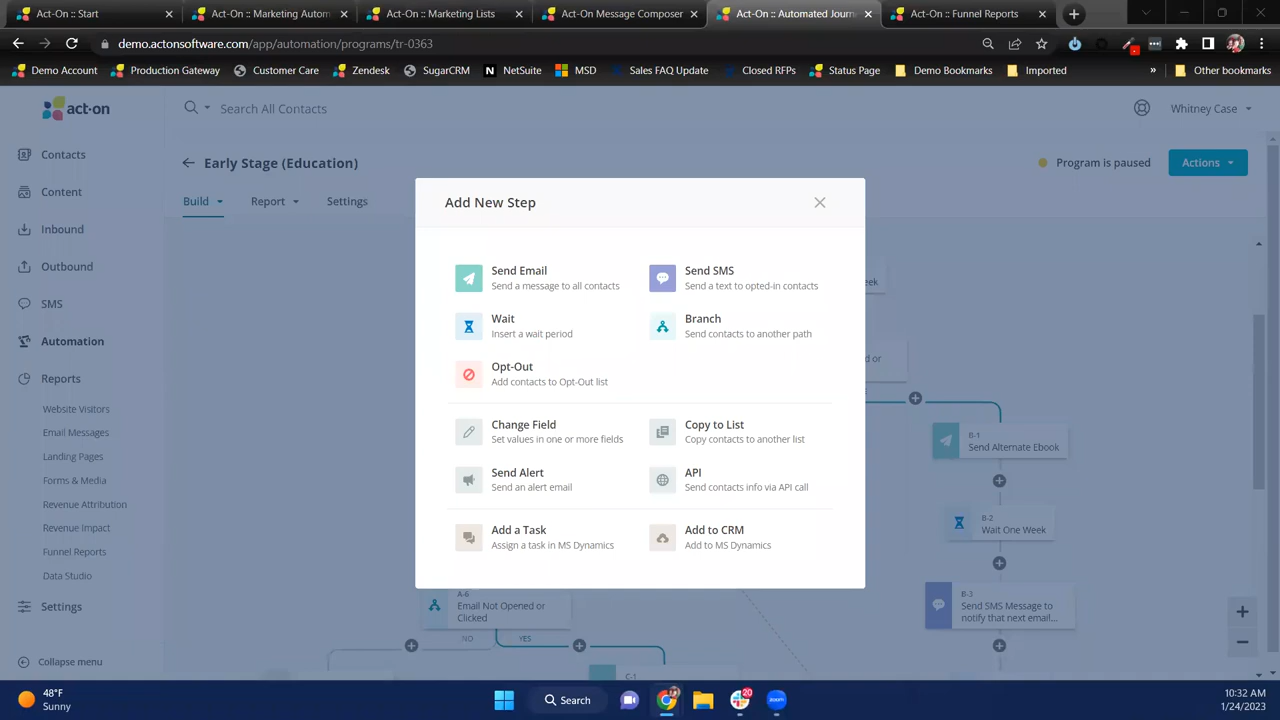 Act-On :: Start
Act-On :: Marketing Autom
Act-On :: Marketing Lists
Act-On Message Composer
Act-On :: Automated Journ
Act-On :: Funnel Reports
demo.actonsoftware.com/app/automation/programs/tr-0363
Demo Account
Production Gateway
Customer Care
Zendesk
SugarCRM
NetSuite
MSD
Sales FAQ Update
Closed RFPs
Status Page
Demo Bookmarks
Imported
»
Other bookmarks
act-on
Search All Contacts
Whitney Case
Contacts
Content
Inbound
Outbound
SMS
Automation
Reports
Website Visitors
Email Messages
Landing Pages
Forms & Media
Revenue Attribution
Revenue Impact
Funnel Reports
Data Studio
Settings
Collapse menu
Early Stage (Education)
Program is paused
Actions
Build
Report
Settings
Add New Step
Send Email
Send a message to all contacts
Send SMS
Send a text to opted-in contacts
Wait
Insert a wait period
Branch
Send contacts to another path
Opt-Out
Add contacts to Opt-Out list
Change Field
Set values in one or more fields
Copy to List
Copy contacts to another list
Send Alert
Send an alert email
API
Send contacts info via API call
Add a Task
Assign a task in MS Dynamics
Add to CRM
Add to MS Dynamics
B-1
Send Alternate Ebook
B-2
Wait One Week
B-3
Send SMS Message to
notify that next email...
A-6
Email Not Opened or
Clicked
NO
YES
C-1
48°F
Sunny
Search
20
zoom
10:32 AM
1/24/2023